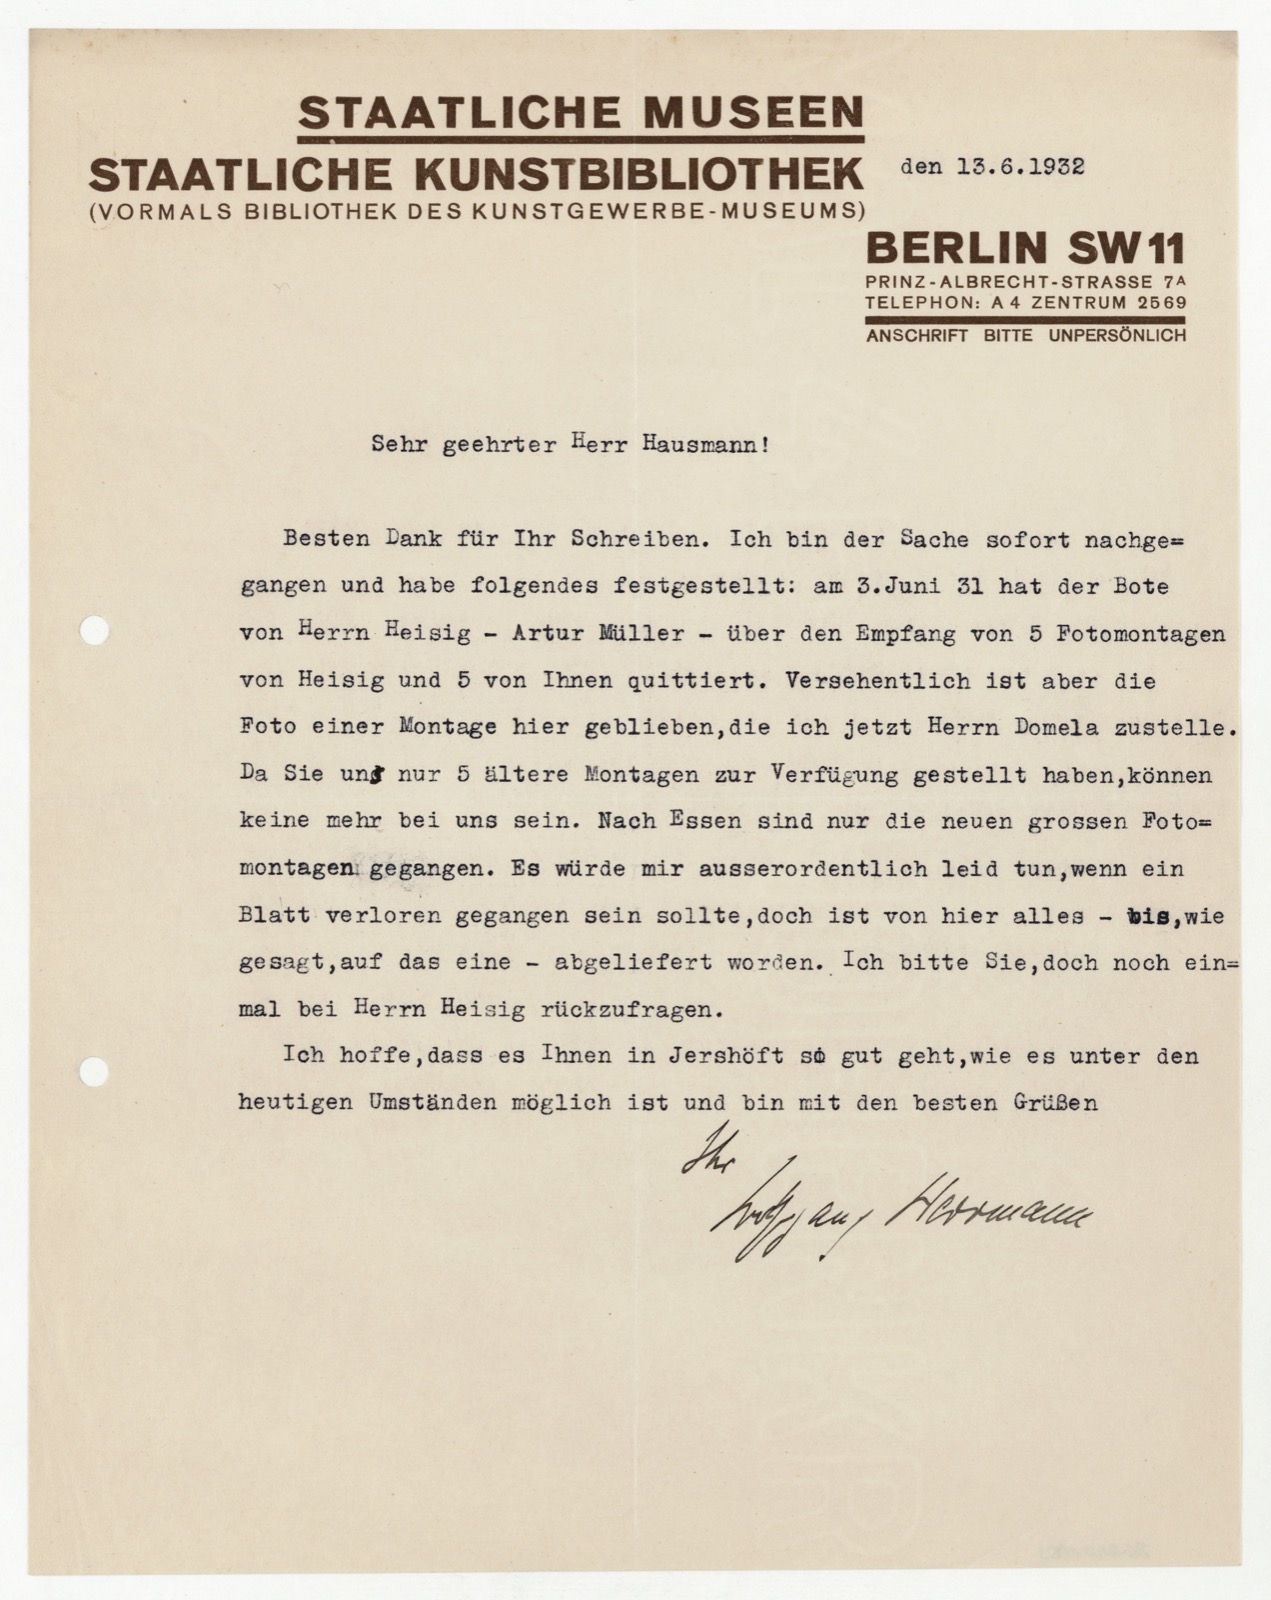 STAATLICHE MUSEEN
STAATLICHE KUNSTBIBLIOTHEK
(VORMALS BIBLIOTHEK DES KUNSTGEWERBE-MUSEUMS)
den 13.6.1932
BERLIN SW 11
PRINZ-ALBRECHT-STRASSE 7A
TELEPHON: A 4 ZENTRUM 2569
ANSCHRIFT BITTE UNPERSÖNLICH
Sehr geehrter Herr Hausmann!
Besten Dank für Ihr Schreiben. Ich bin der Sache sofort nachge=
gangen und habe folgendes festgestellt: am 3.Juni 31 hat der Bote
von Herrn Heisig - Artur Müller - über den Empfang von 5 Fotomontagen
von Heisig und 5 von Ihnen quittiert. Versehentlich ist aber die
Foto einer Montage hier geblieben,die ich jetzt Herrn Domela zustelle.
Da Sie uns nur 5 ältere Montagen zur Verfügung gestellt haben,können
keine mehr bei uns sein. Nach Essen sind nur die neuen grossen Foto=
montagen gegangen. Es würde mir ausserordentlich leid tun,wenn ein
Blatt verloren gegangen sein sollte,doch ist von hier alles - bis,wie
gesagt,auf das eine - abgeliefert worden. Ich bitte Sie,doch noch ein=
mal bei Herrn Heisig rückzufragen.
Ich hoffe,dass es Ihnen in Jershöft so gut geht,wie es unter den
heutigen Umständen möglich ist und bin mit den besten Grüßen
Ihr
Wolfgang Herrmann